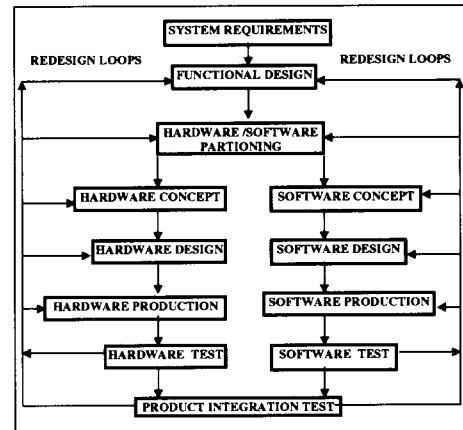 SYSTEM REQUIREMENTS
REDESIGN LOOPS
REDESIGN LOOPS
FUNCTIONAL DESIGN
HARDWARE /SOFTWARE
PARTIONING
HARDWARE CONCEPT
SOFTWARE CONCEPT
HARDWARE DESIGN
SOFTWARE DESIGN
HARDWARE PRODUCTION
SOFTWARE PRODUCTION
HARDWARE TEST
SOFTWARE TEST
PRODUCT INTEGRATION TEST